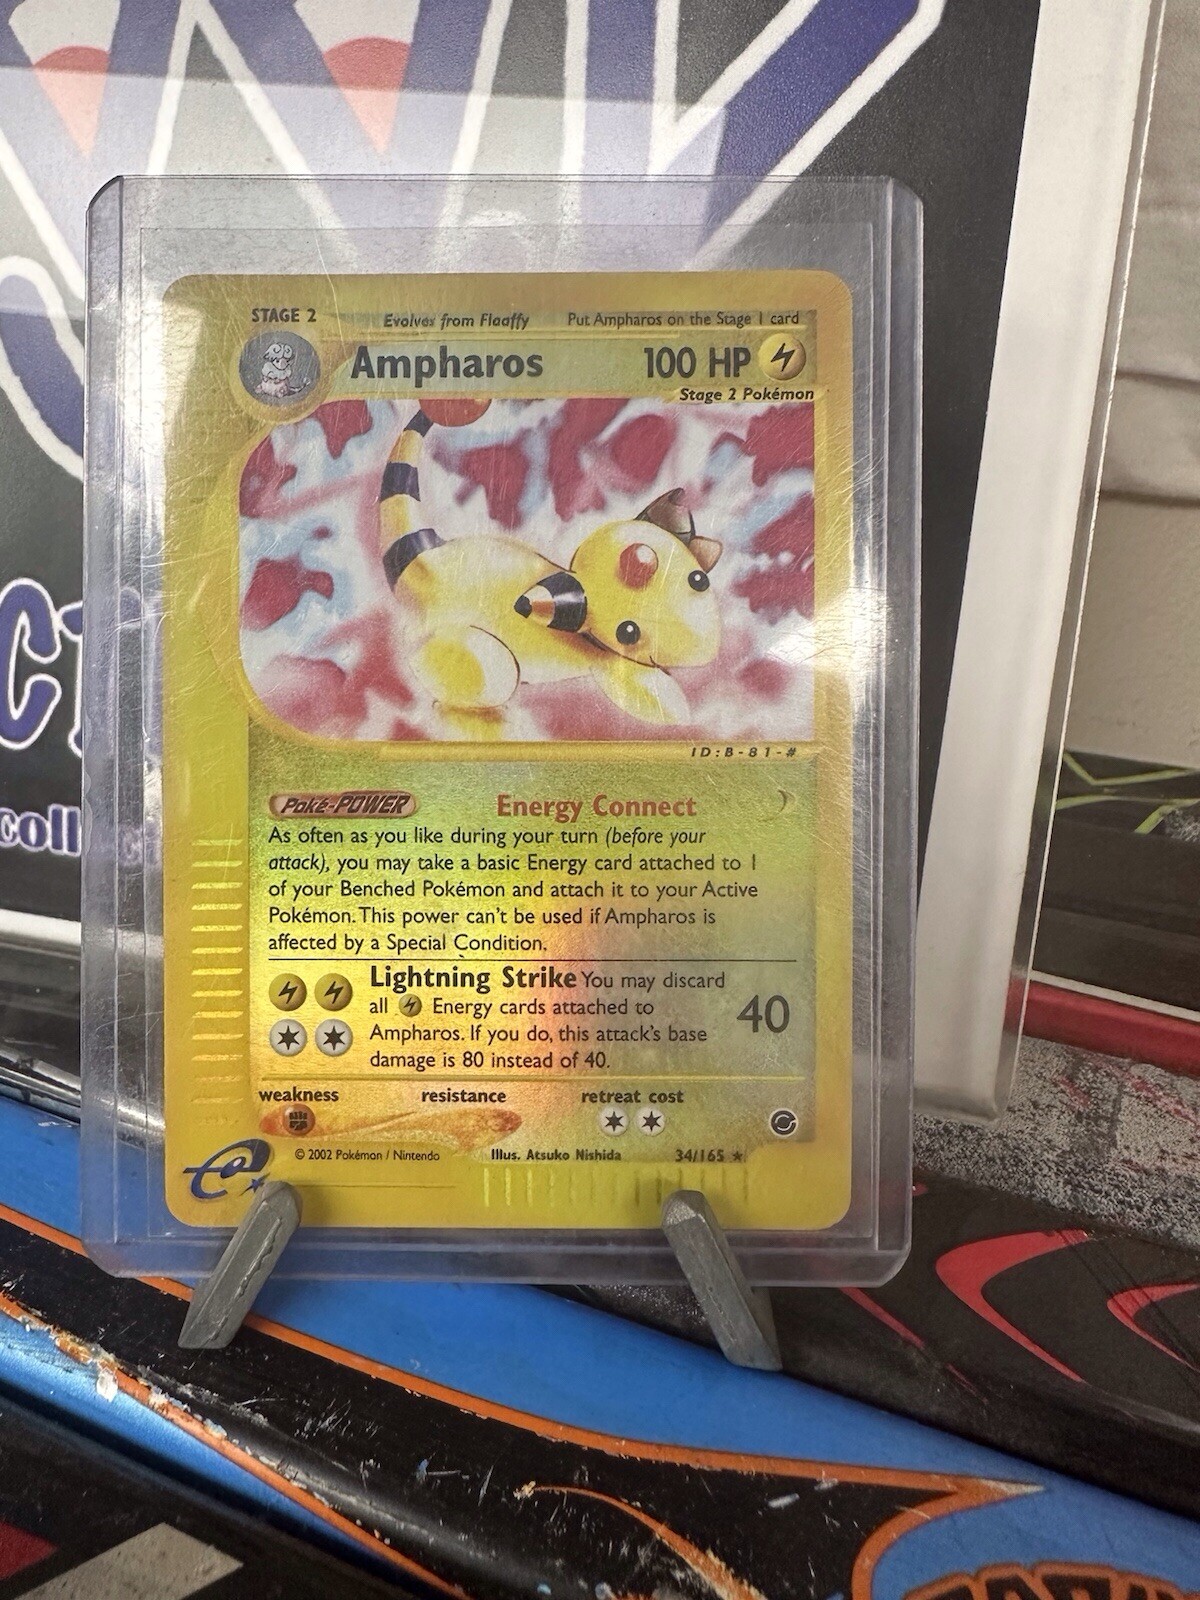 STAGE 2
Evolves from Flaaffy
Put Ampharos on the Stage 1 card
Ampharos
100 HP
Stage 2 Pokémon
ID:B-81-#
Poké-POWER
Energy Connect
As often as you like during your turn (before your
attack), you may take a basic Energy card attached to 1
of your Benched Pokémon and attach it to your Active
Pokémon. This power can't be used if Ampharos is
affected by a Special Condition.
Lightning Strike You may discard
all Energy cards attached to
Ampharos. If you do, this attack's base
damage is 80 instead of 40.
40
weakness
resistance
retreat cost
© 2002 Pokémon / Nintendo
Illus. Atsuko Nishida
34/165 ★